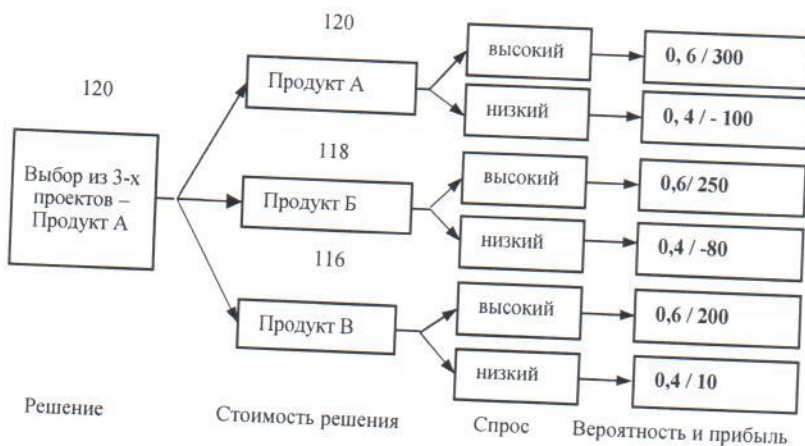 120
120
Выбор из 3-х
проектов –
Продукт А
Продукт А
высокий
0, 6 / 300
низкий
0, 4 / - 100
118
Продукт Б
высокий
0,6/ 250
низкий
0,4 / -80
116
Продукт В
высокий
0,6 / 200
низкий
0,4 / 10
Решение
Стоимость решения
Спрос
Вероятность и прибыль